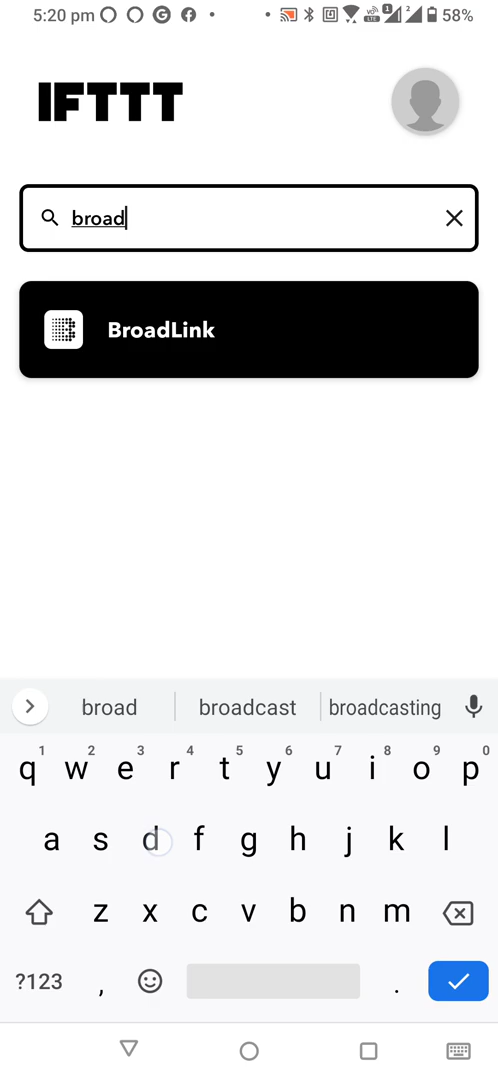 5:20 pm 58%
IFTTT
broad
BroadLink
broad broadcast broadcasting
1 2 3 4 5 6 7 8 9 0
q w e r t y u i o p
a s d f g h j k l
z x c v b n m
?123 , .